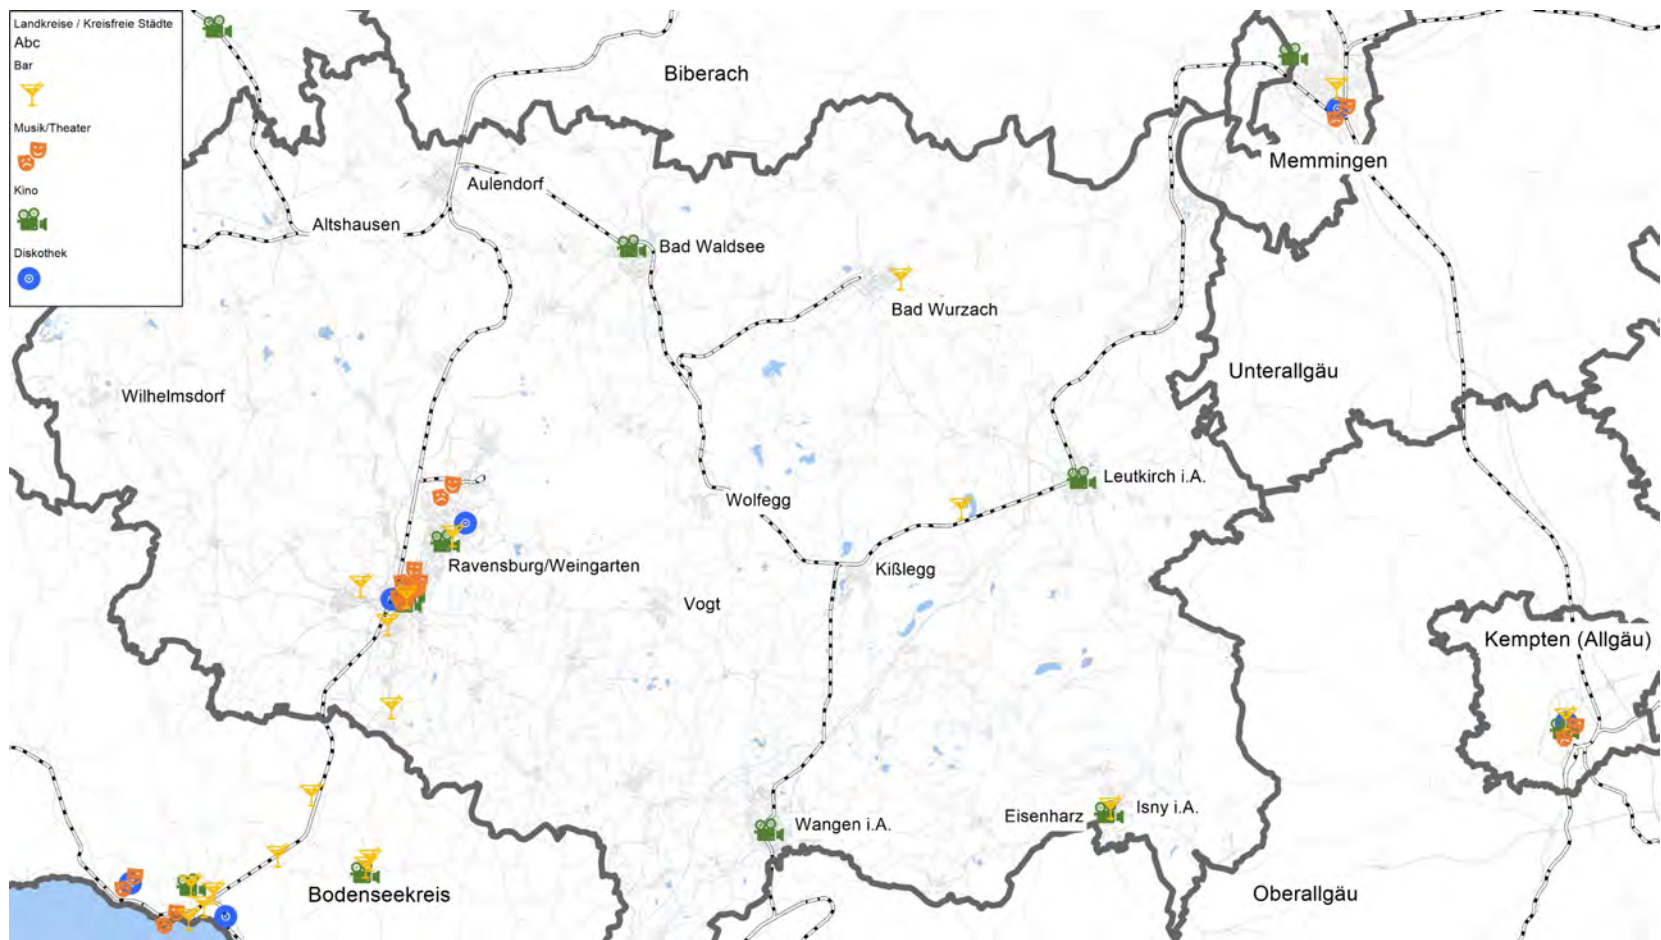 Landkreise / Kreisfreie Städte
Abc
Bar
Musik/Theater
Kino
Diskothek
Biberach
Memmingen
Aulendorf
Altshausen
Bad Waldsee
Bad Wurzach
Unterallgäu
Wilhelmsdorf
Leutkirch i.A.
Wolfegg
Ravensburg/Weingarten
Kißlegg
Vogt
Kempten (Allgäu)
Wangen i.A.
Eisenharz
Isny i.A.
Bodenseekreis
Oberallgäu